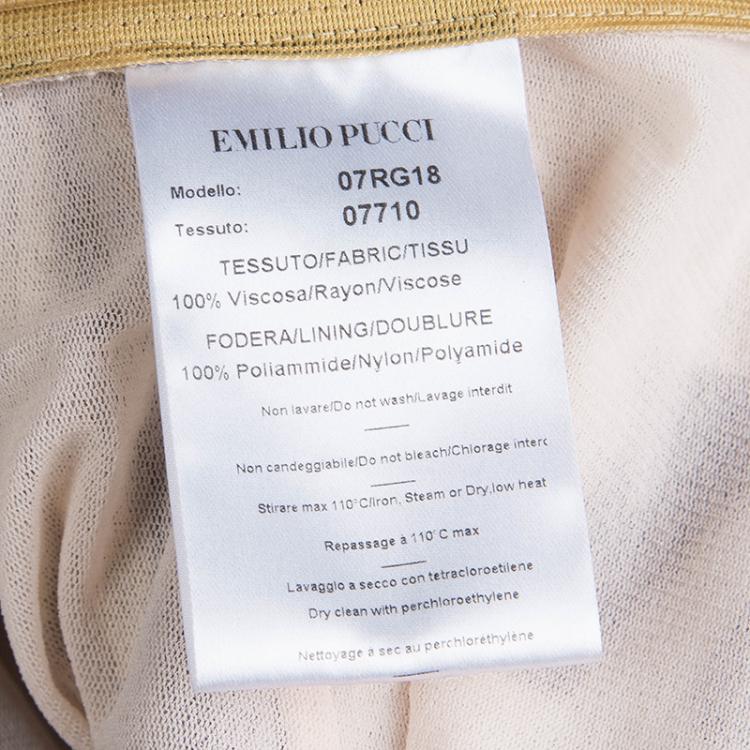 EMILIO PUCCI
Modello: 07RG18
Tessuto: 07710
TESSUTO/FABRIC/TISSU
100% Viscosa/Rayon/Viscose
FODERA/LINING/DOUBLURE
100% Poliammide/Nylon/Polyamide
Non lavare/Do not wash/Lavage interdit
Non candeggiabile/Do not bleach/Chlorage interc
Stirare max 110°C/Iron, Steam or Dry,low heat
Repassage à 110°C max
Lavaggio a secco con tetracloroetilene
Dry clean with perchloroethylene
Nettoyage à sec au perchloréthylène